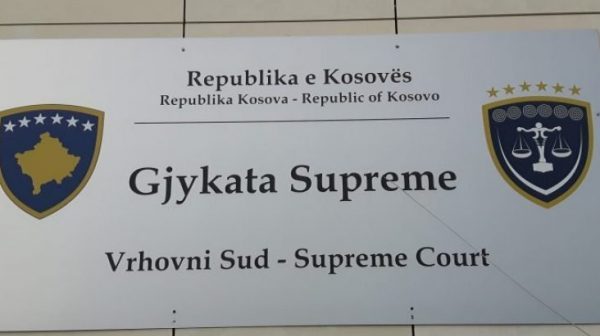 Republika e Kosovës
Republika Kosova - Republic of Kosovo
Gjykata Supreme
Vrhovni Sud - Supreme Court